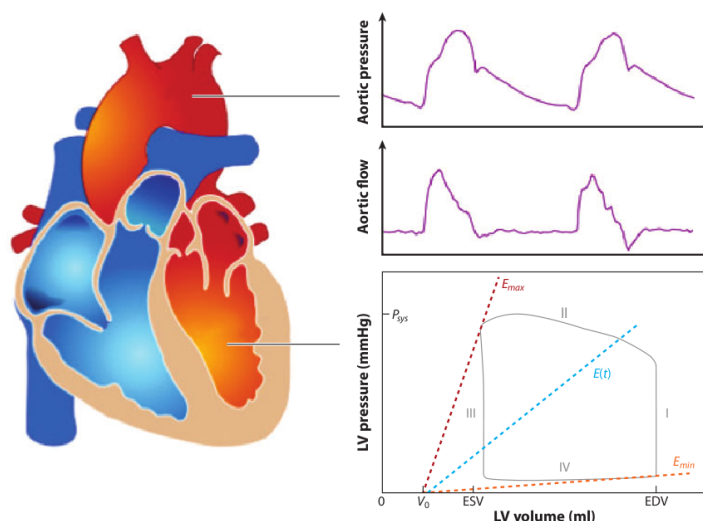 Aortic pressure
Aortic flow
LV pressure (mmHg)
P_sys
E_max
II
E(t)
III
I
IV
E_min
0
V_0
ESV
EDV
LV volume (ml)